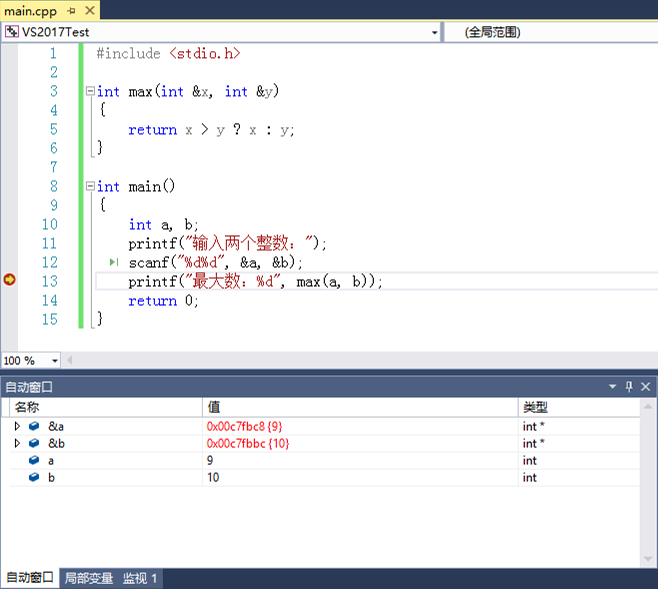 main.cpp
VS2017Test (全局范围)
1 #include <stdio.h>
2
3 int max(int &x, int &y)
4 {
5 return x > y ? x : y;
6 }
7
8 int main()
9 {
10 int a, b;
11 printf("输入两个整数：");
12 scanf("%d%d", &a, &b);
13 printf("最大数：%d", max(a, b));
14 return 0;
15 }
100 %
自动窗口
名称 值 类型
&a 0x00c7fbc8 {9} int *
&b 0x00c7fbbc {10} int *
a 9 int
b 10 int
自动窗口 局部变量 监视 1